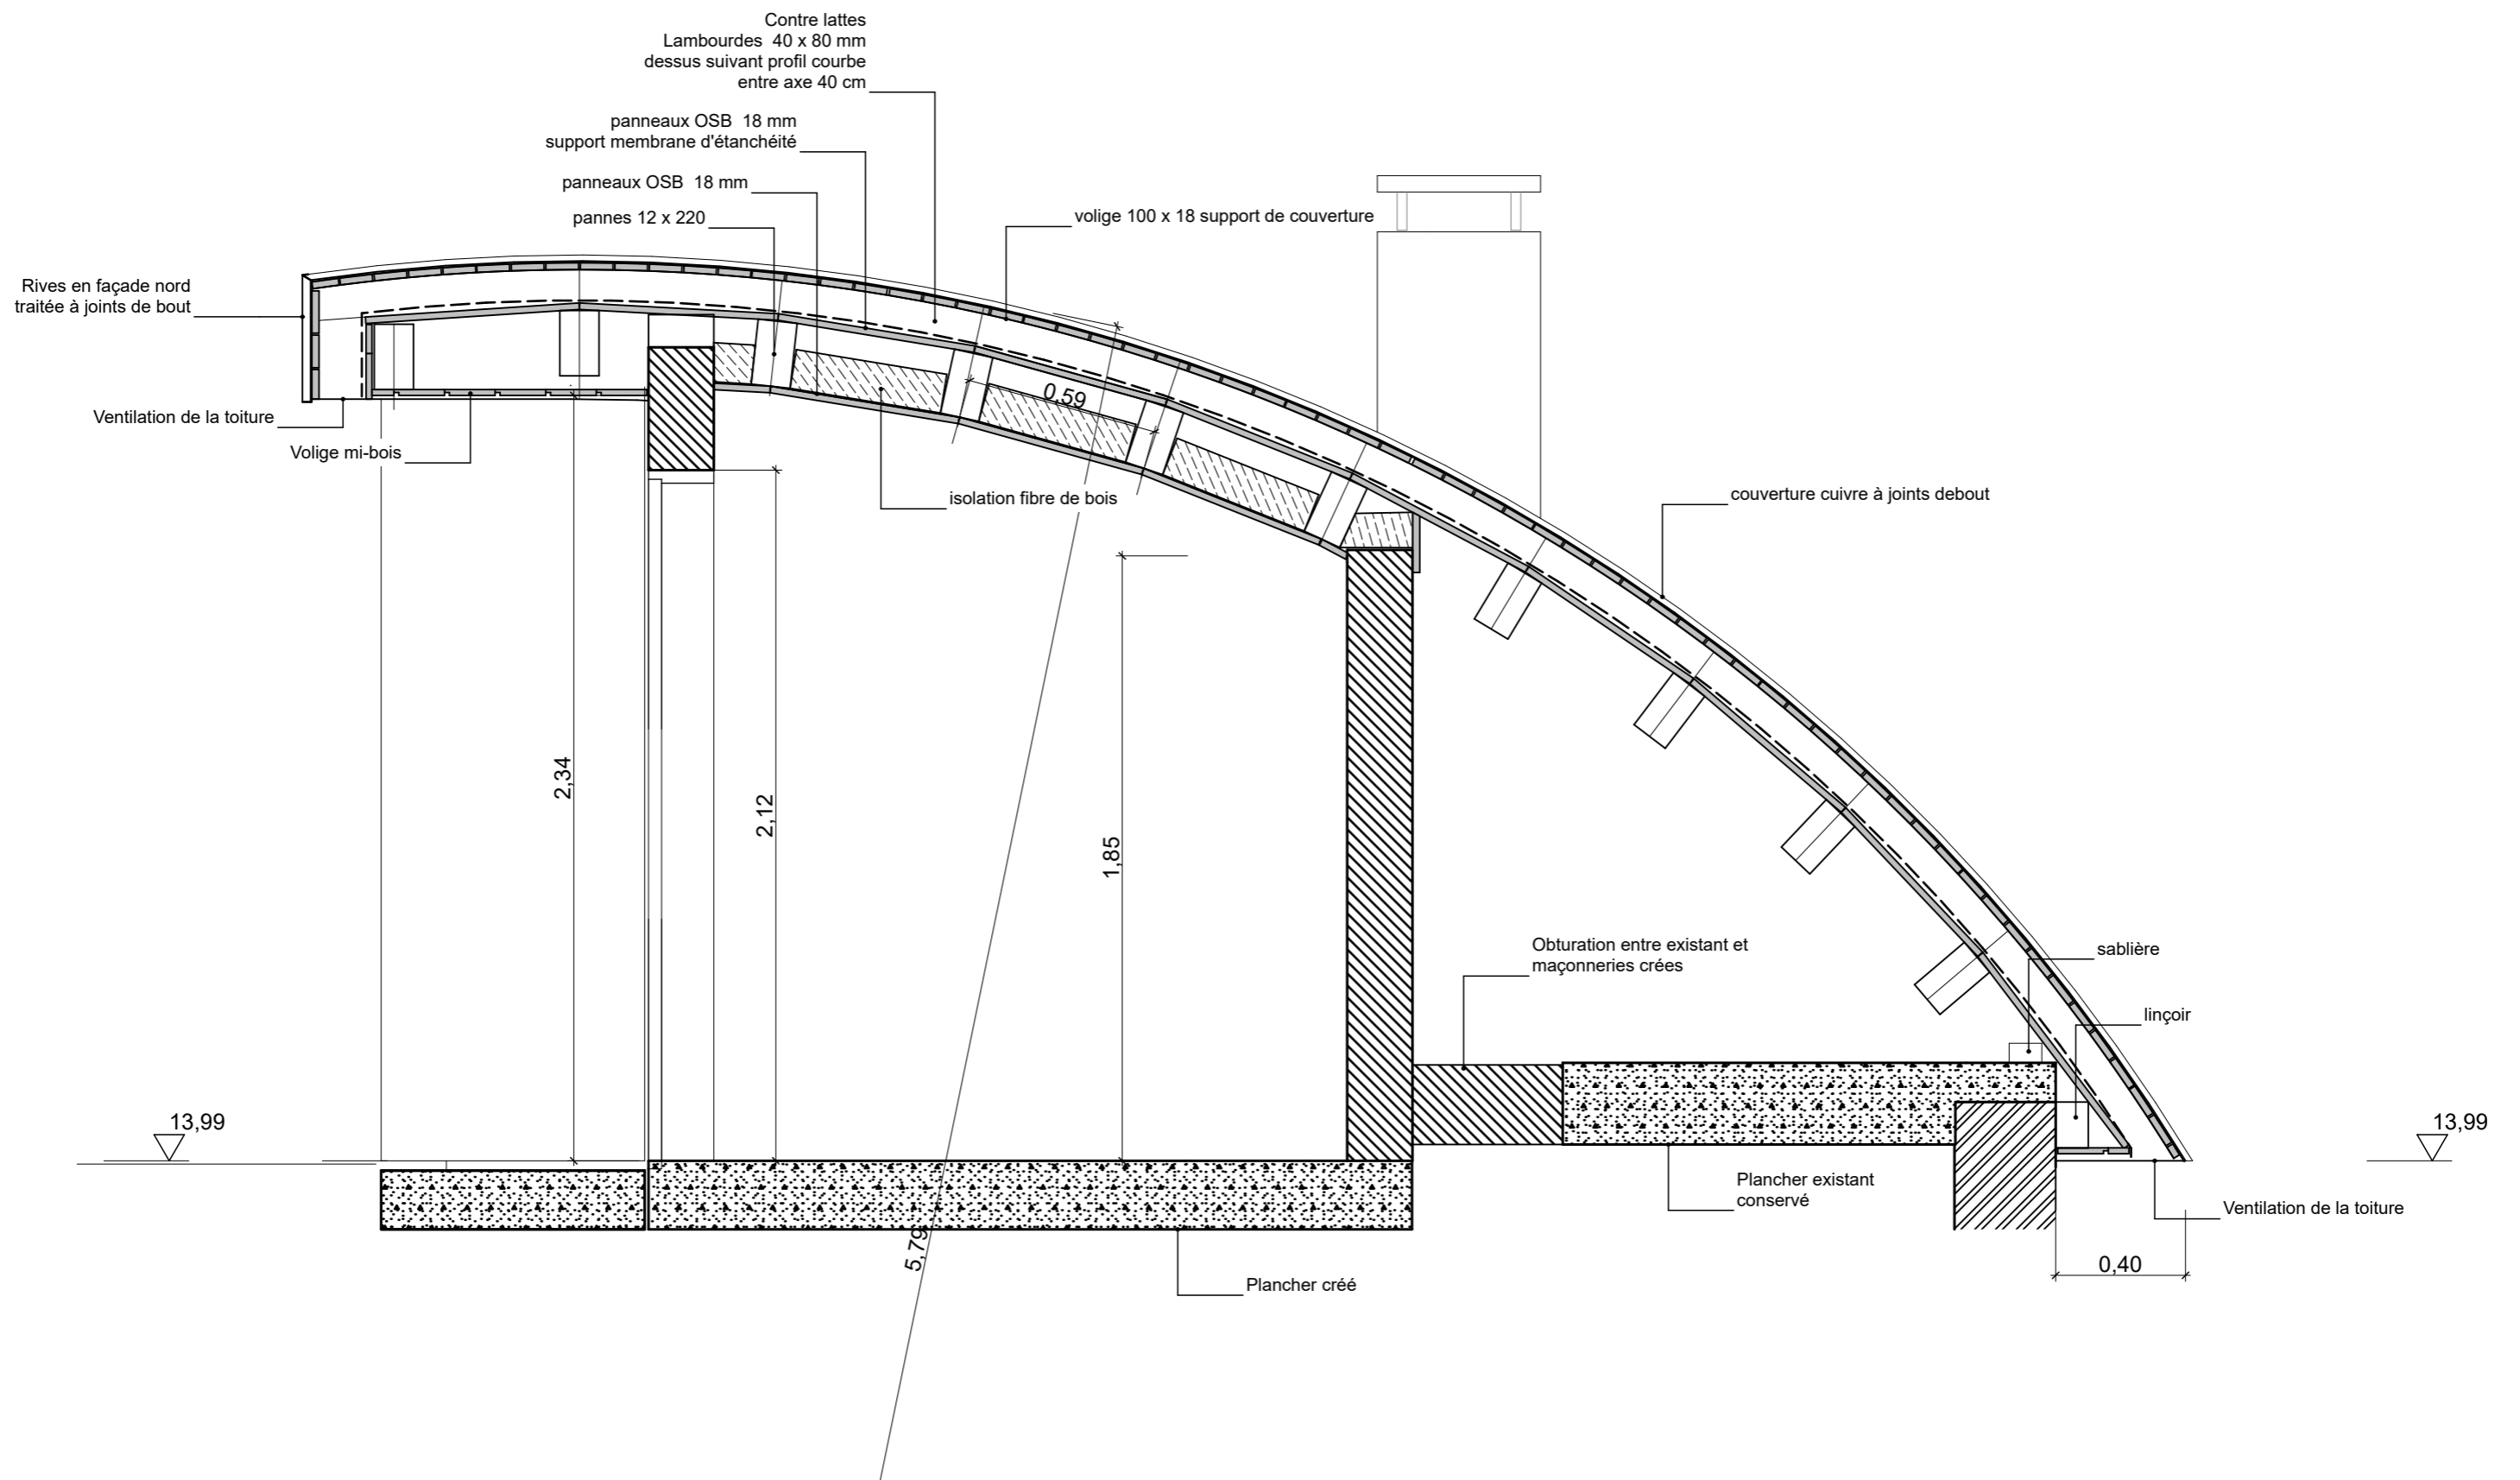 Contre lattes
Lambourdes  40 x 80 mm
dessus suivant profil courbe
entre axe 40 cm
panneaux OSB  18 mm
support membrane d'étanchéité
panneaux OSB  18 mm
pannes 12 x 220
volige 100 x 18 support de couverture
Rives en façade nord
traitée à joints de bout
Ventilation de la toiture
Volige mi-bois
0,59
isolation fibre de bois
couverture cuivre à joints debout
2,34
2,12
1,85
Obturation entre existant et
maçonneries crées
sablière
linçoir
13,99
13,99
Plancher existant
conservé
Ventilation de la toiture
5,79
0,40
Plancher créé